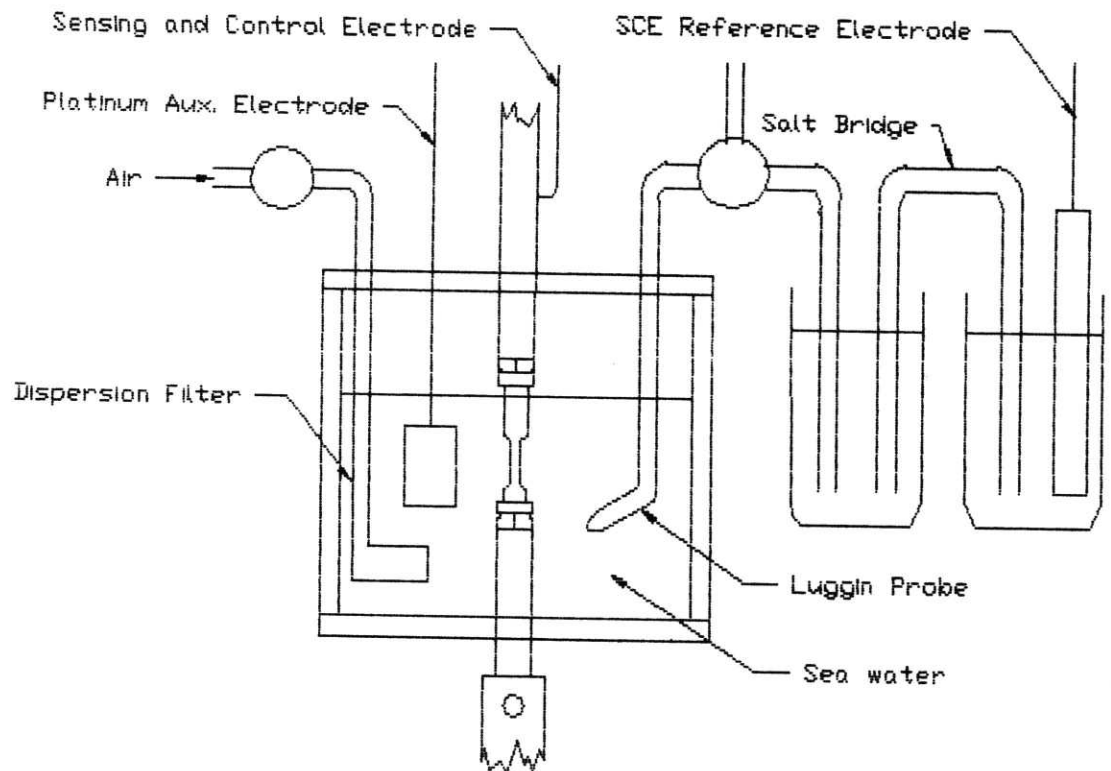 Sensing and Control Electrode
SCE Reference Electrode
Platinum Aux. Electrode
Salt Bridge
Air
Dispersion Filter
Luggin Probe
Sea water